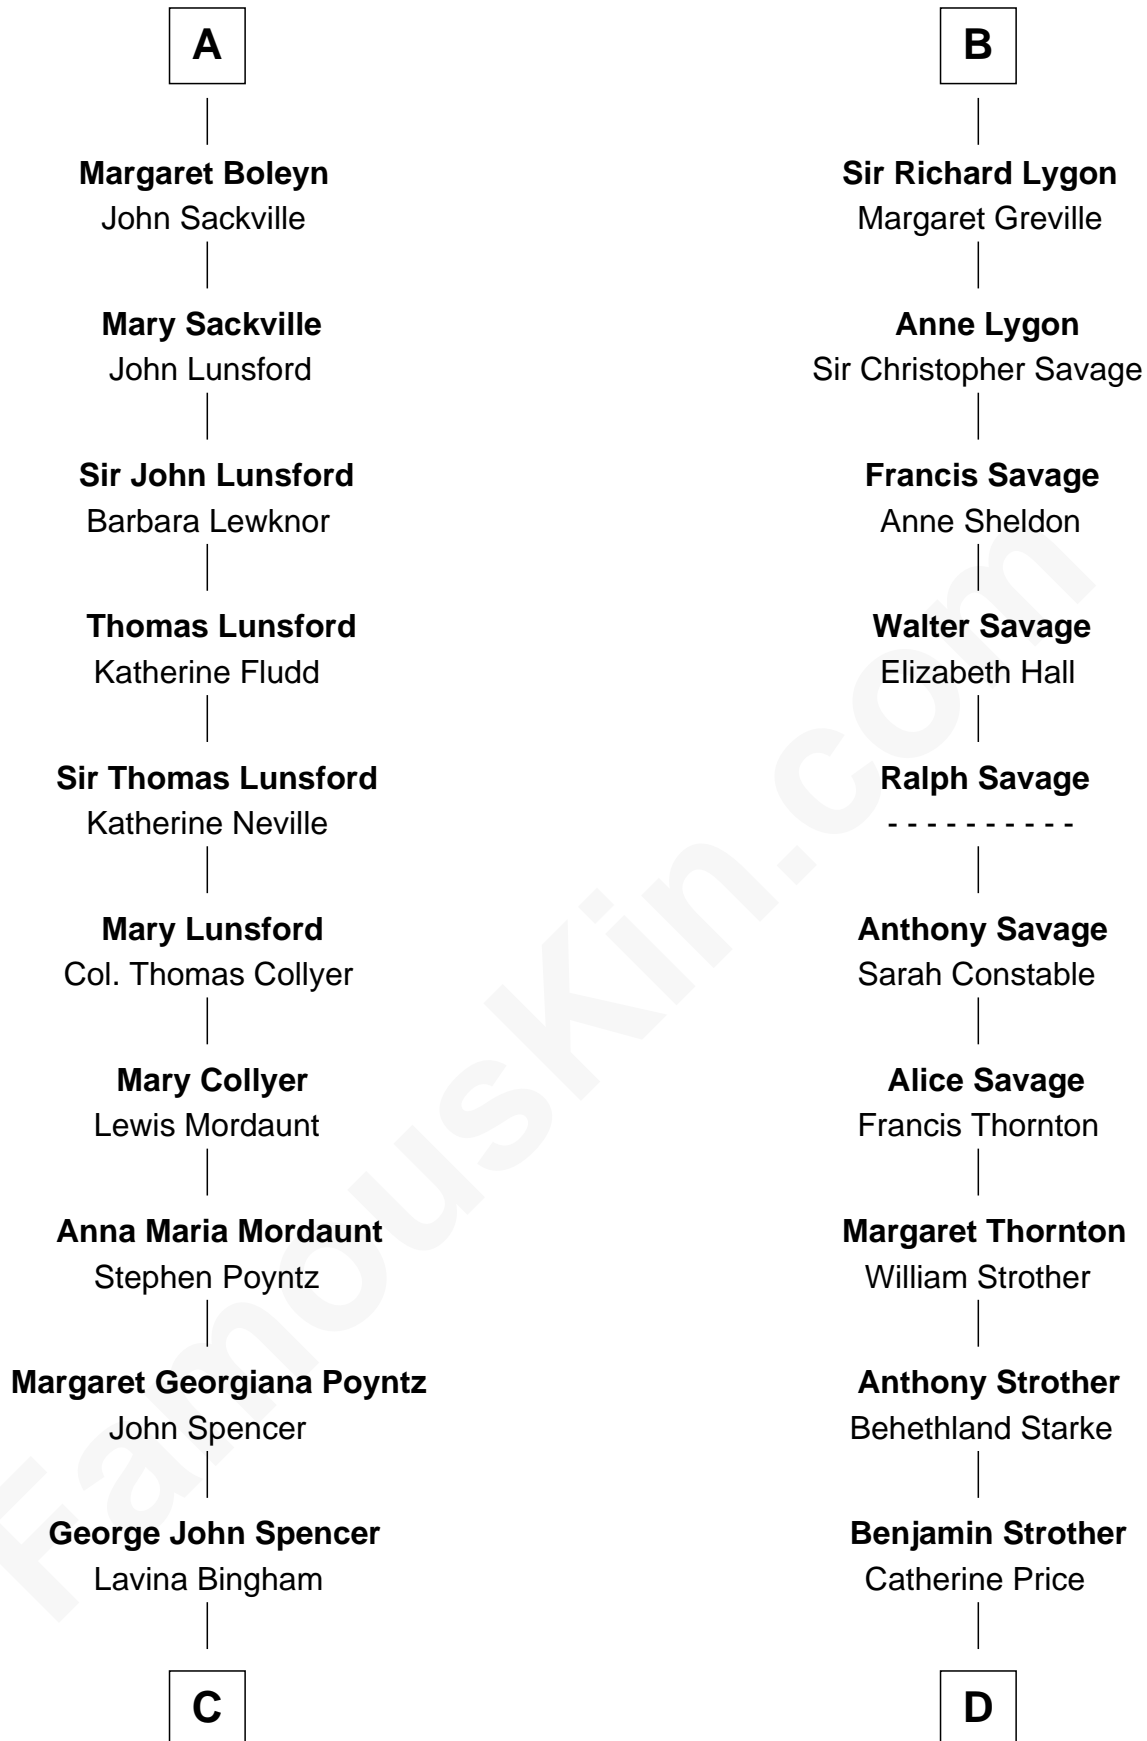 A
Margaret Boleyn
John Sackville
Mary Sackville
John Lunsford
Sir John Lunsford
Barbara Lewknor
Thomas Lunsford
Katherine Fludd
Sir Thomas Lunsford
Katherine Neville
Mary Lunsford
Col. Thomas Collyer
Mary Collyer
Lewis Mordaunt
Anna Maria Mordaunt
Stephen Poyntz
Margaret Georgiana Poyntz
John Spencer
George John Spencer
Lavina Bingham
C
B
Sir Richard Lygon
Margaret Greville
Anne Lygon
Sir Christopher Savage
Francis Savage
Anne Sheldon
Walter Savage
Elizabeth Hall
Ralph Savage
- - - - - - - - - -
Anthony Savage
Sarah Constable
Alice Savage
Francis Thornton
Margaret Thornton
William Strother
Anthony Strother
Behethland Starke
Benjamin Strother
Catherine Price
D
FamousKin.com